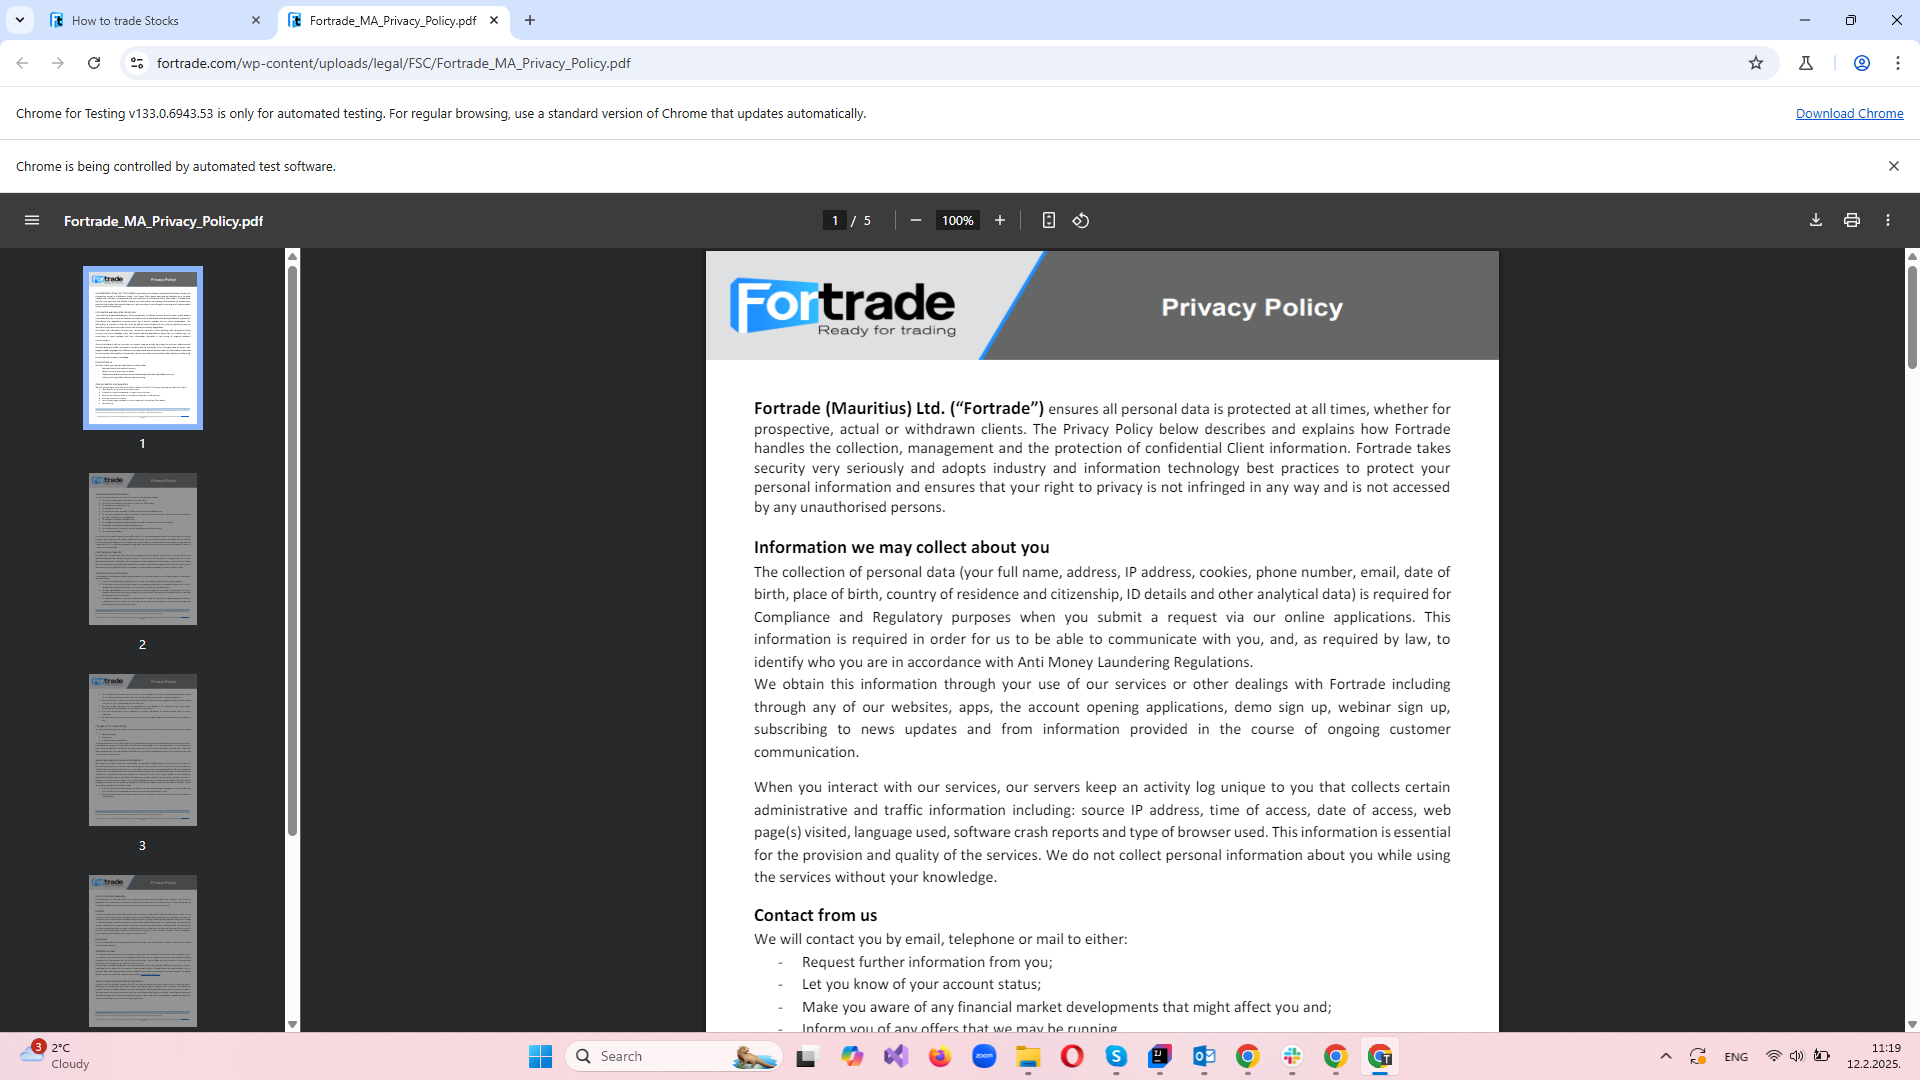 How to trade Stocks
Fortrade_MA_Privacy_Policy.pdf
fortrade.com/wp-content/uploads/legal/FSC/Fortrade_MA_Privacy_Policy.pdf
Chrome for Testing v133.0.6943.53 is only for automated testing. For regular browsing, use a standard version of Chrome that updates automatically.
Download Chrome
Chrome is being controlled by automated test software.
Fortrade_MA_Privacy_Policy.pdf
1 / 5
100%
1
2
3
Fortrade
Ready for trading
Privacy Policy
Fortrade (Mauritius) Ltd. (“Fortrade”) ensures all personal data is protected at all times, whether for
prospective, actual or withdrawn clients. The Privacy Policy below describes and explains how Fortrade
handles the collection, management and the protection of confidential Client information. Fortrade takes
security very seriously and adopts industry and information technology best practices to protect your
personal information and ensures that your right to privacy is not infringed in any way and is not accessed
by any unauthorised persons.
Information we may collect about you
The collection of personal data (your full name, address, IP address, cookies, phone number, email, date of
birth, place of birth, country of residence and citizenship, ID details and other analytical data) is required for
Compliance and Regulatory purposes when you submit a request via our online applications. This
information is required in order for us to be able to communicate with you, and, as required by law, to
identify who you are in accordance with Anti Money Laundering Regulations.
We obtain this information through your use of our services or other dealings with Fortrade including
through any of our websites, apps, the account opening applications, demo sign up, webinar sign up,
subscribing to news updates and from information provided in the course of ongoing customer
communication.
When you interact with our services, our servers keep an activity log unique to you that collects certain
administrative and traffic information including: source IP address, time of access, date of access, web
page(s) visited, language used, software crash reports and type of browser used. This information is essential
for the provision and quality of the services. We do not collect personal information about you while using
the services without your knowledge.
Contact from us
We will contact you by email, telephone or mail to either:
- Request further information from you;
- Let you know of your account status;
- Make you aware of any financial market developments that might affect you and;
- Inform you of any offers that we may be running
3
2°C
Cloudy
Search
zoom
ENG
11:19
12.2.2025.